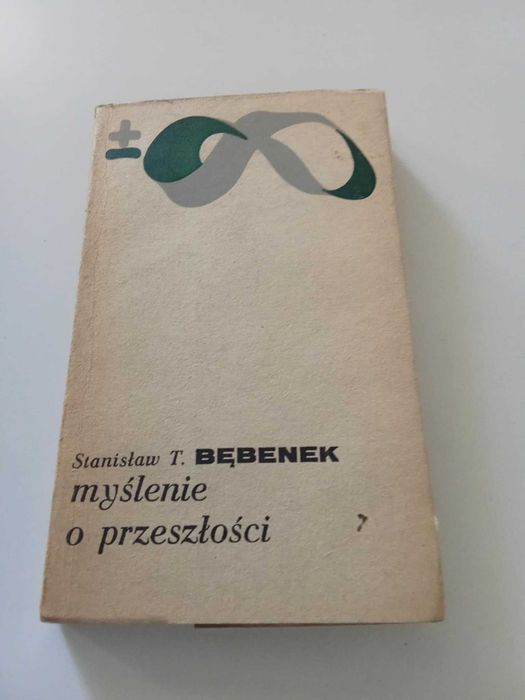 ±∞
Stanisław T. BĘBENEK
myślenie
o przeszłości